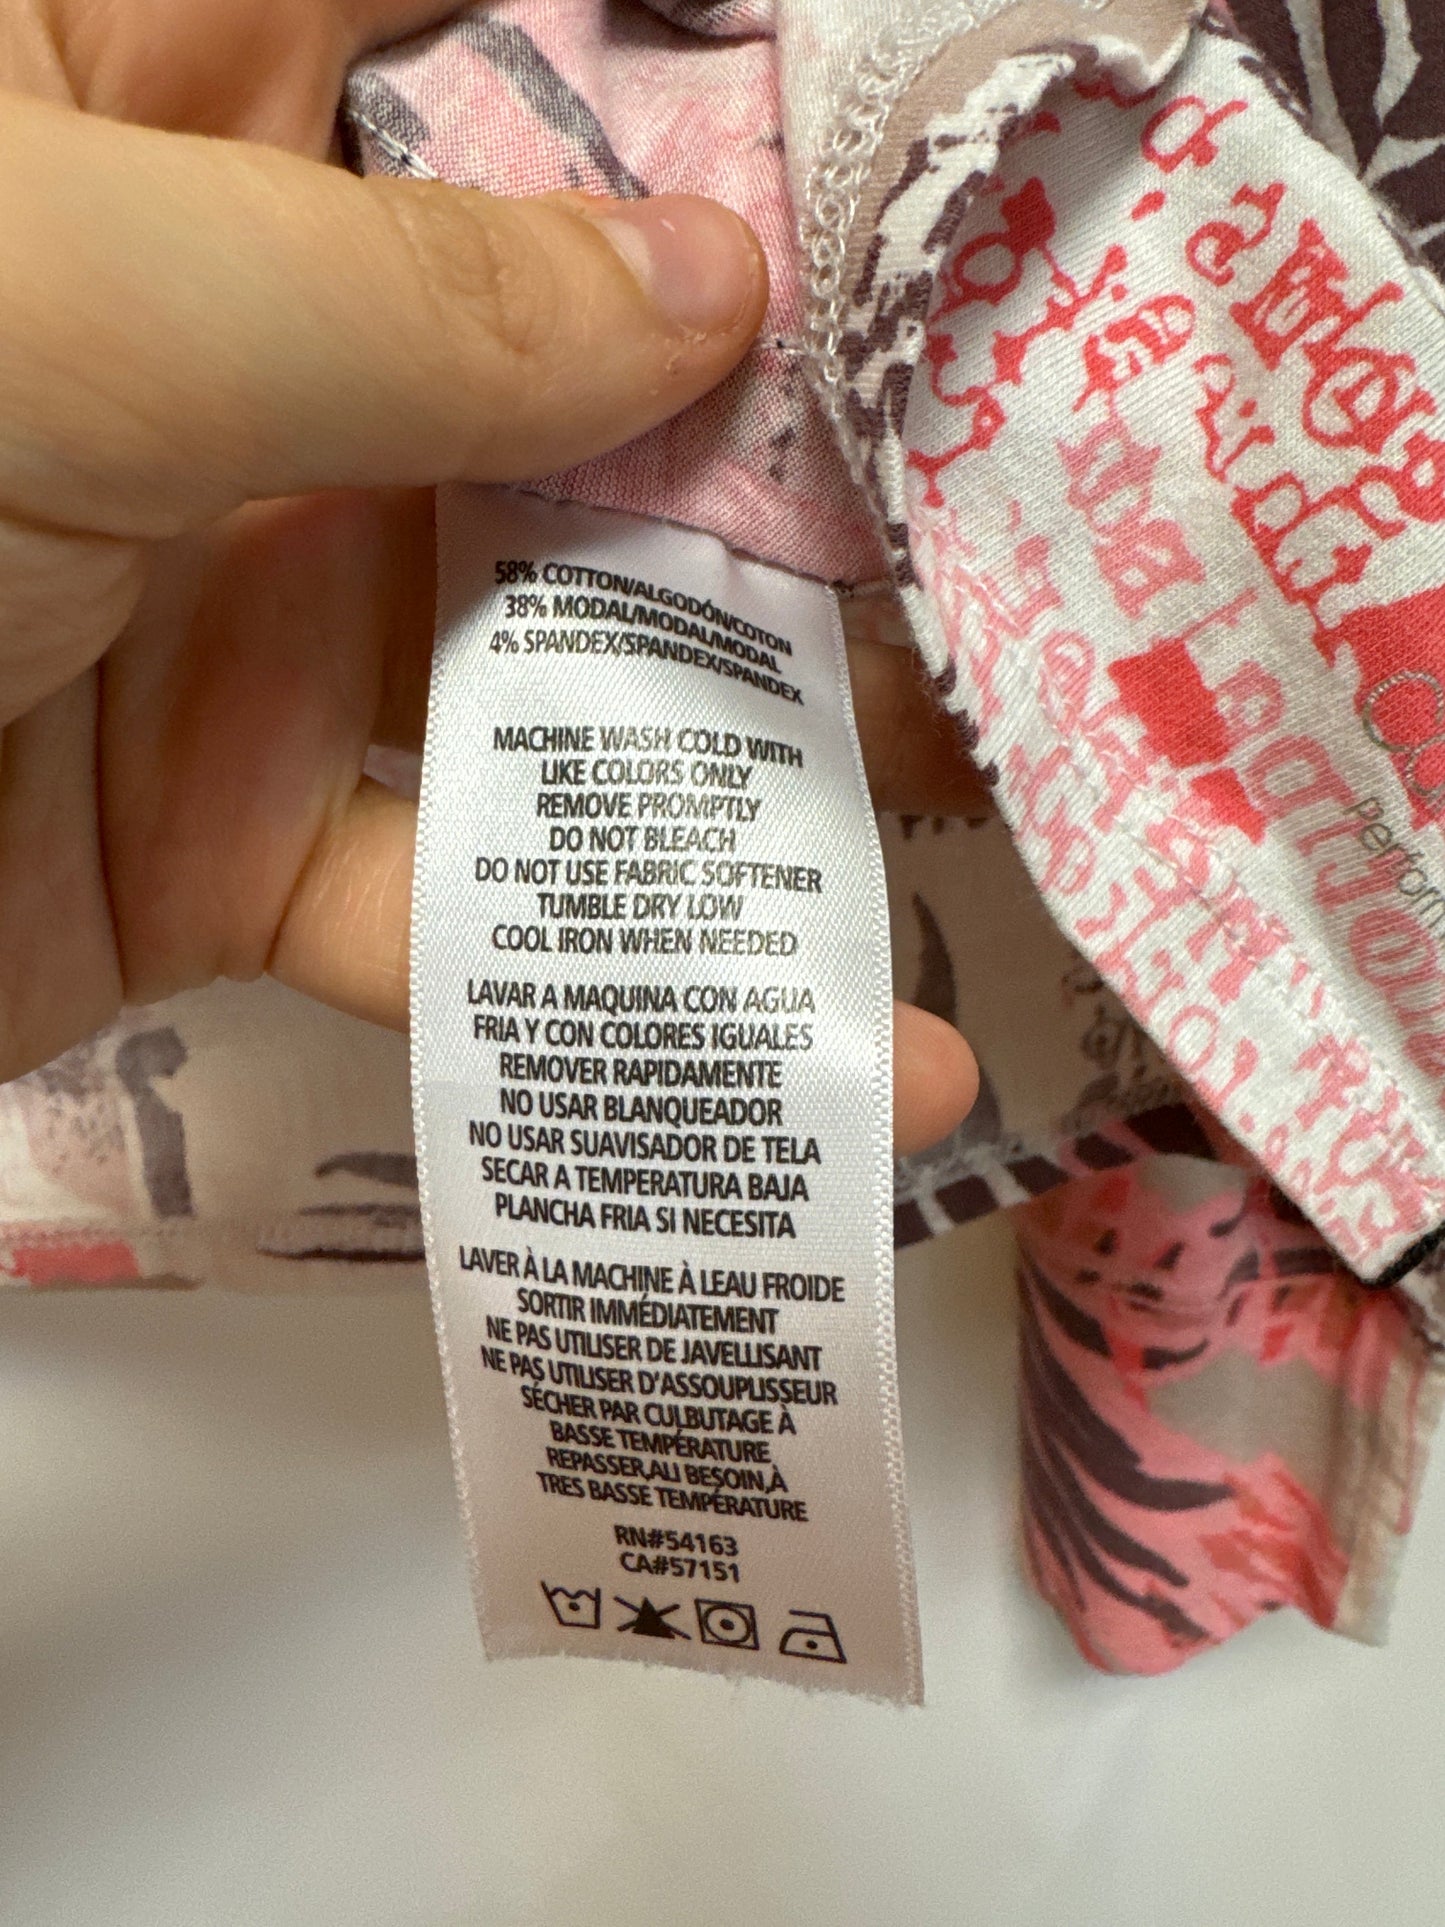 58% COTTON/ALGODÓN/COTON
38% MODAL/MODAL/MODAL
4% SPANDEX/SPANDEX/SPANDEX
MACHINE WASH COLD WITH
LIKE COLORS ONLY
REMOVE PROMPTLY
DO NOT BLEACH
DO NOT USE FABRIC SOFTENER
TUMBLE DRY LOW
COOL IRON WHEN NEEDED
LAVAR A MAQUINA CON AGUA
FRIA Y CON COLORES IGUALES
REMOVER RAPIDAMENTE
NO USAR BLANQUEADOR
NO USAR SUAVISADOR DE TELA
SECAR A TEMPERATURA BAJA
PLANCHA FRIA SI NECESITA
LAVER À LA MACHINE À LEAU FROIDE
SORTIR IMMÉDIATEMENT
NE PAS UTILISER DE JAVELLISANT
NE PAS UTILISER D'ASSOUPLISSEUR
SÉCHER PAR CULBUTAGE À
BASSE TEMPÉRATURE
REPASSER,AU BESOIN,À
TRES BASSE TEMPÉRATURE
RN#54163
CA#57151